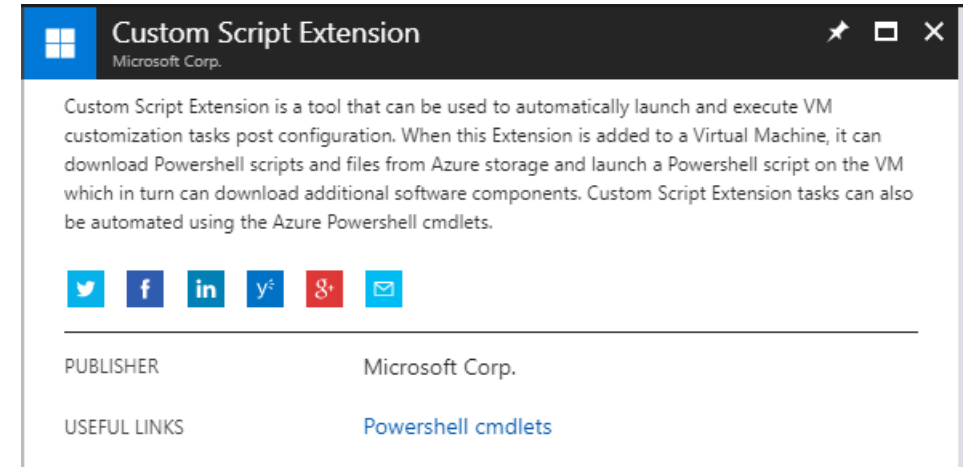 Custom Script Extension
Microsoft Corp.
Custom Script Extension is a tool that can be used to automatically launch and execute VM
customization tasks post configuration. When this Extension is added to a Virtual Machine, it can
download Powershell scripts and files from Azure storage and launch a Powershell script on the VM
which in turn can download additional software components. Custom Script Extension tasks can also
be automated using the Azure Powershell cmdlets.
PUBLISHER Microsoft Corp.
USEFUL LINKS Powershell cmdlets